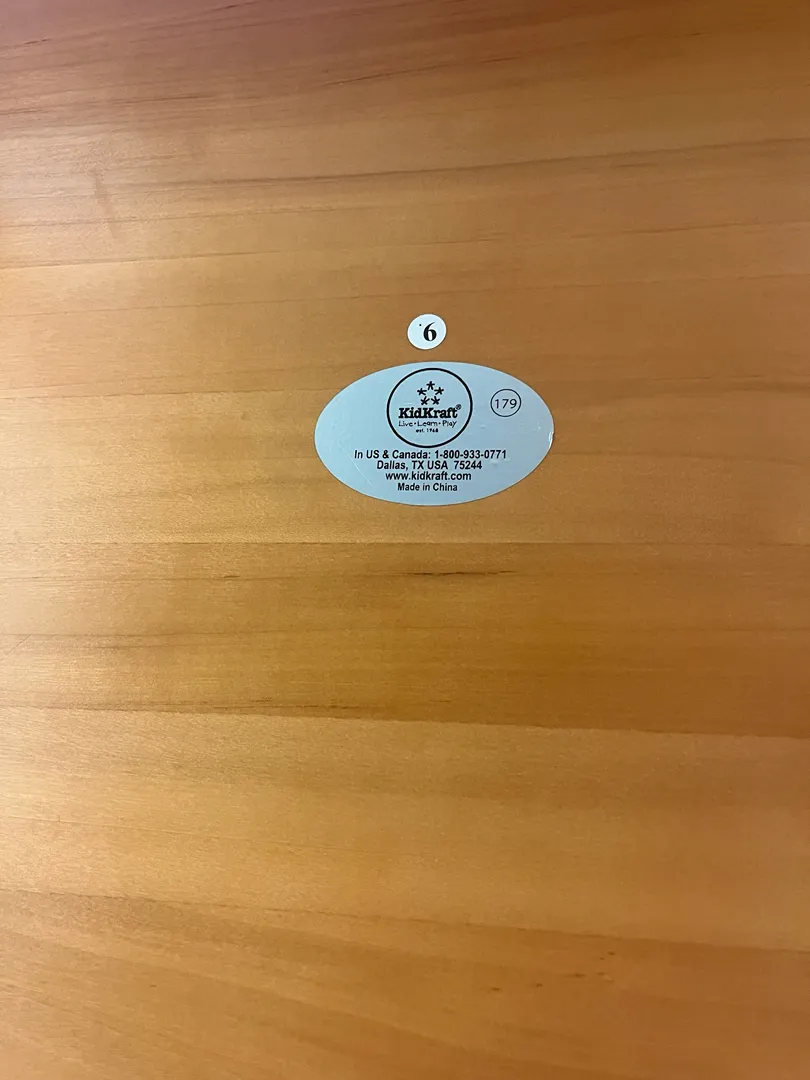 6
KidKraft®
Live • Learn • Play
est. 1968
179
In US & Canada: 1-800-933-0771
Dallas, TX USA 75244
www.kidkraft.com
Made in China